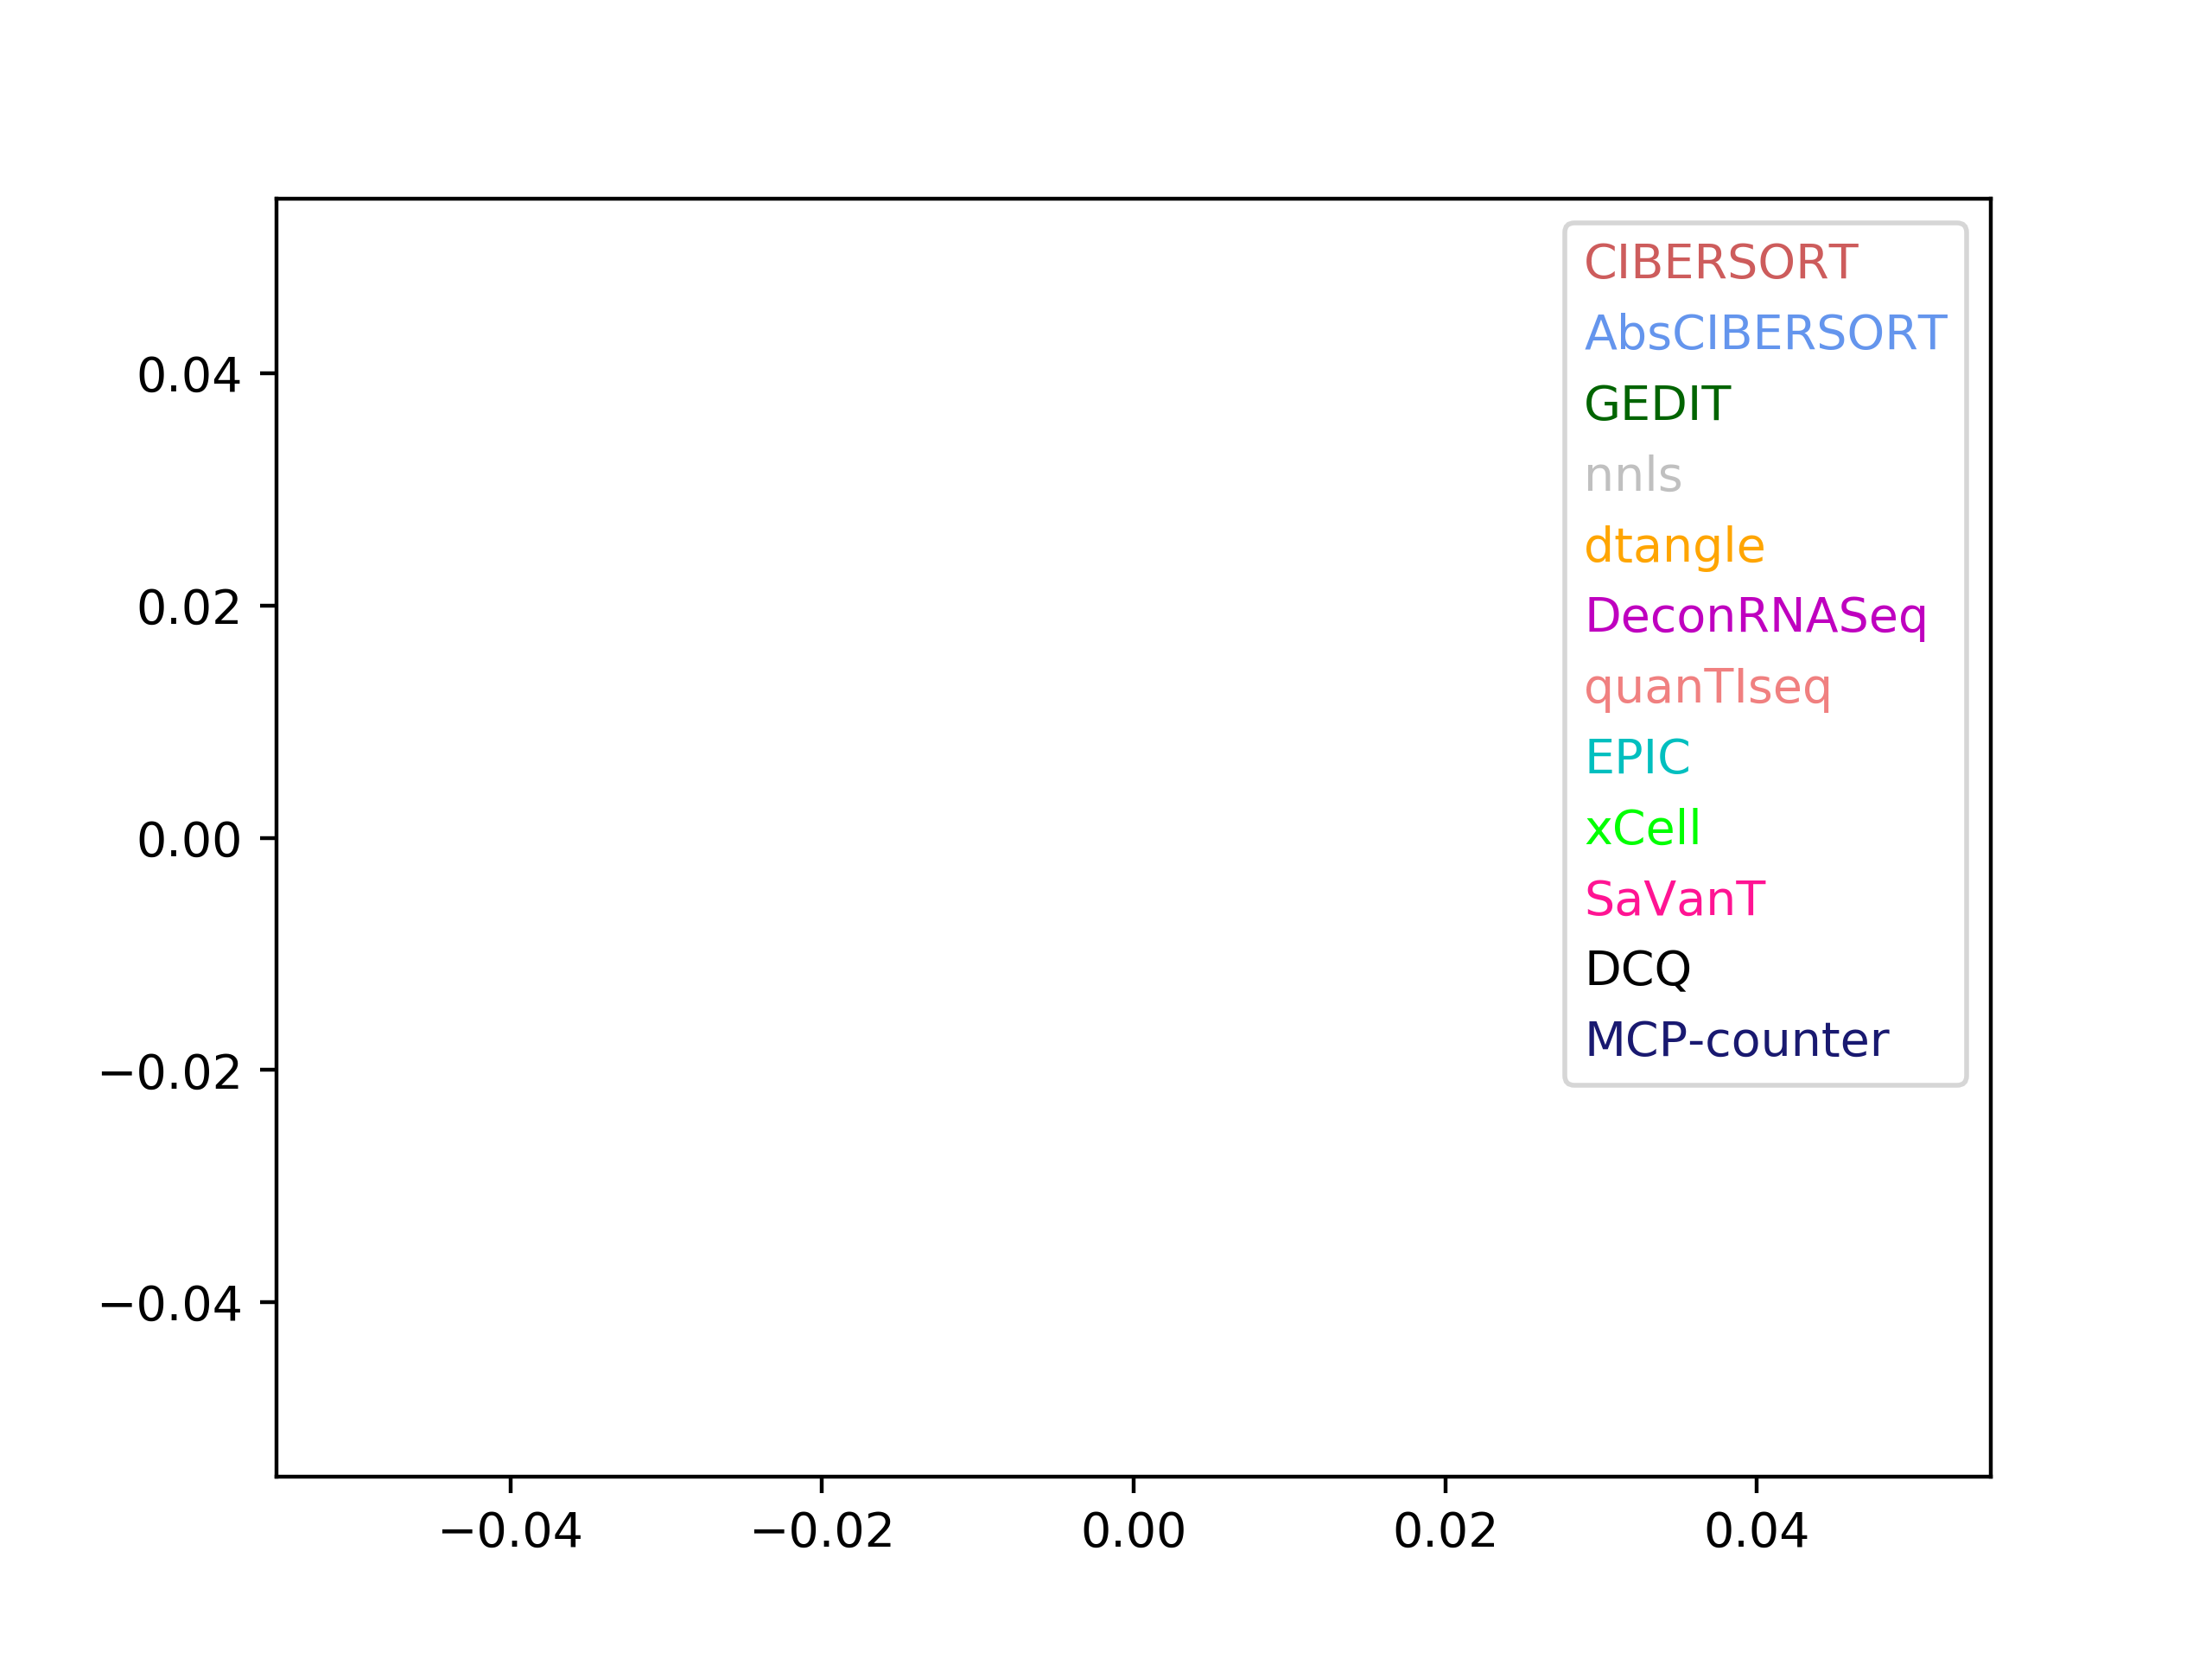 CIBERSORT
AbsCIBERSORT
GEDIT
nnls
dtangle
DeconRNASeq
quanTIseq
EPIC
xCell
SaVanT
DCQ
MCP-counter
0.04
0.02
0.00
−0.02
−0.04
−0.04 −0.02 0.00 0.02 0.04